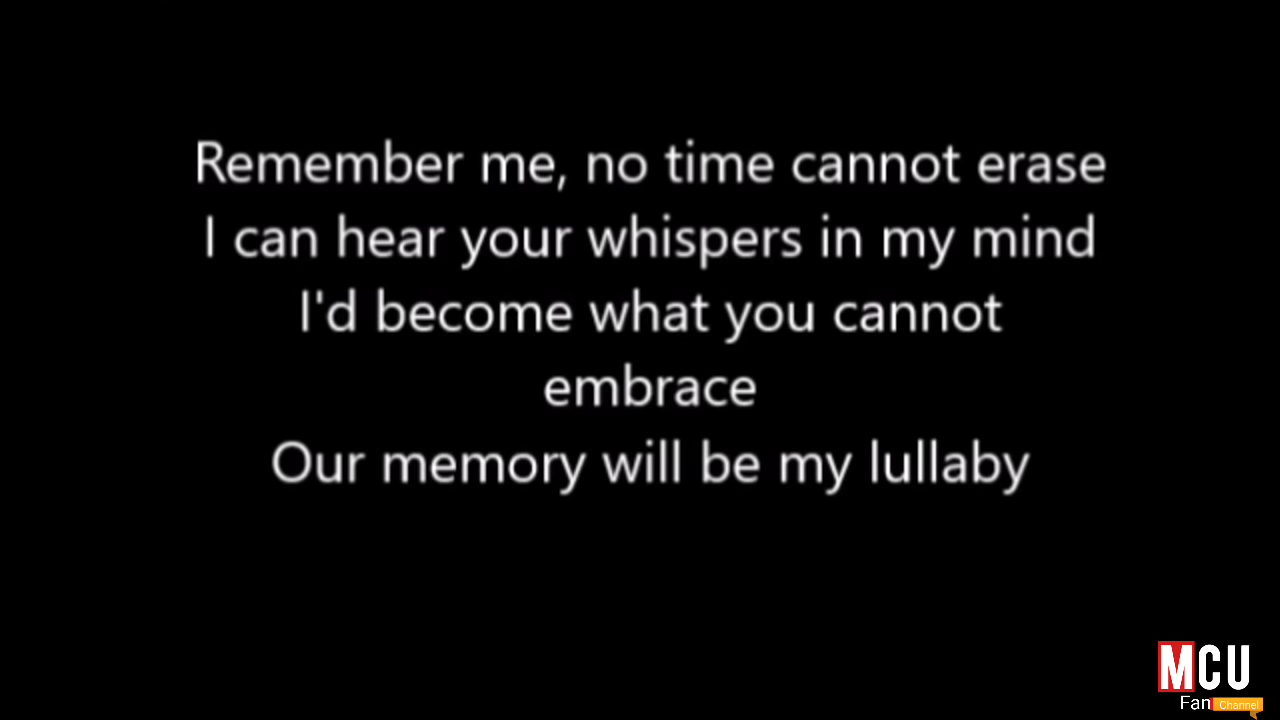 Remember me, no time cannot erase
I can hear your whispers in my mind
I'd become what you cannot
embrace
Our memory will be my lullaby
MCU
Fan Channel